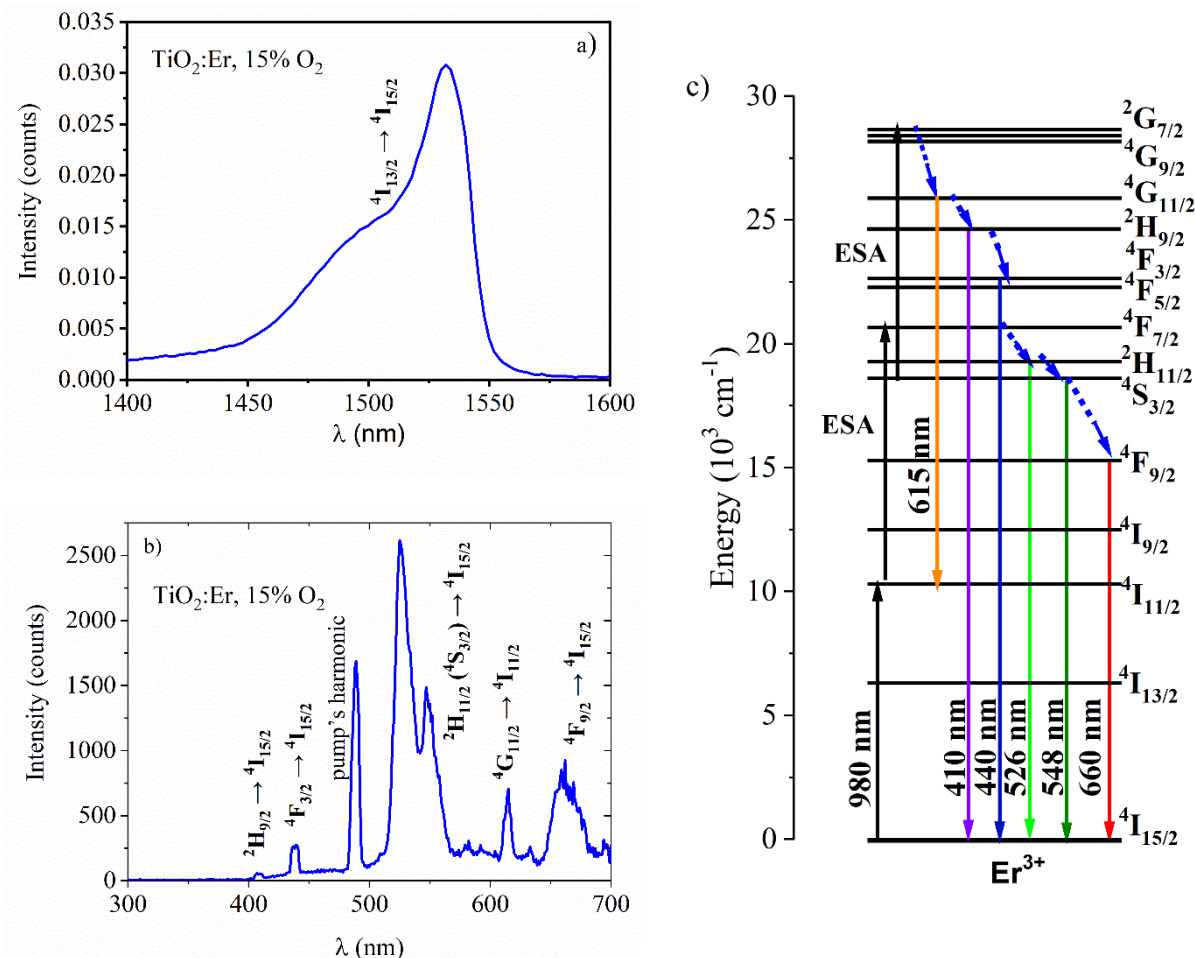 a)
TiO₂:Er, 15% O₂
⁴I₁₃/₂ → ⁴I₁₅/₂
Intensity (counts)
0.035
0.030
0.025
0.020
0.015
0.010
0.005
0.000
1400
1450
1500
1550
1600
λ (nm)
b)
TiO₂:Er, 15% O₂
Intensity (counts)
2500
2000
1500
1000
500
0
²H₉/₂ → ⁴I₁₅/₂
⁴F₃/₂ → ⁴I₁₅/₂
pump's harmonic
²H₁₁/₂ (⁴S₃/₂) → ⁴I₁₅/₂
⁴G₁₁/₂ → ⁴I₁₁/₂
⁴F₉/₂ → ⁴I₁₅/₂
300
400
500
600
700
λ (nm)
c)
Energy (10³ cm⁻¹)
30
25
20
15
10
5
0
ESA
ESA
980 nm
615 nm
410 nm
440 nm
526 nm
548 nm
660 nm
²G₇/₂
⁴G₉/₂
⁴G₁₁/₂
²H₉/₂
⁴F₃/₂
⁴F₅/₂
⁴F₇/₂
²H₁₁/₂
⁴S₃/₂
⁴F₉/₂
⁴I₉/₂
⁴I₁₁/₂
⁴I₁₃/₂
⁴I₁₅/₂
Er³⁺